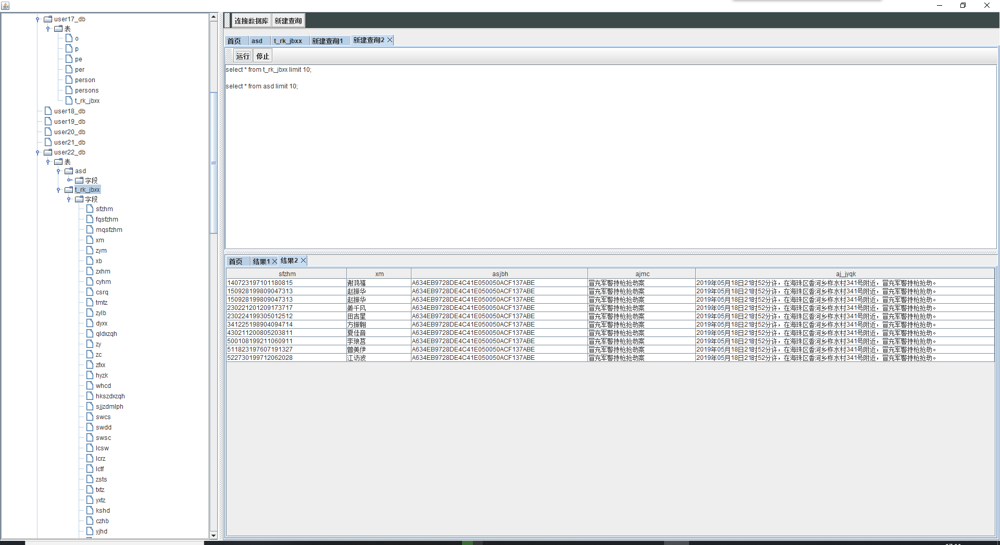 user17_db
表
o
p
pe
per
person
persons
t_rk_jbxx
user18_db
user19_db
user20_db
user21_db
user22_db
表
asd
字段
t_rk_jbxx
字段
sfzhm
fqsfzhm
mqsfzhm
xm
zym
xb
zxhm
cyhm
csrq
tmtz
zylb
dyxx
qldxzqh
zy
zc
zfxx
hyzk
whcd
hkszdxzqh
sjjzdmlph
swcs
swdd
swsc
lcsw
lcrz
lctf
zsts
txtz
yxtz
kshd
czhb
yjhd
连接数据库 新建查询
首页 asd t_rk_jbxx 新建查询1 新建查询2
运行 停止
select * from t_rk_jbxx limit 10;
select * from asd limit 10;
首页 结果1 结果2
sfzhm xm asjbh ajmc aj_jyqk
140723197101180815 谢鸿禧 A634EB9728DE4C41E050050ACF137ABE 冒充军警持枪抢劫案 2019年05月18日21时52分许，在海珠区香河乡柞水村341号附近，冒充军警持枪抢劫。
150928199809047313 赵振华 A634EB9728DE4C41E050050ACF137ABE 冒充军警持枪抢劫案 2019年05月18日21时52分许，在海珠区香河乡柞水村341号附近，冒充军警持枪抢劫。
150928199809047313 赵振华 A634EB9728DE4C41E050050ACF137ABE 冒充军警持枪抢劫案 2019年05月18日21时52分许，在海珠区香河乡柞水村341号附近，冒充军警持枪抢劫。
230221201209173717 姜千风 A634EB9728DE4C41E050050ACF137ABE 冒充军警持枪抢劫案 2019年05月18日21时52分许，在海珠区香河乡柞水村341号附近，冒充军警持枪抢劫。
230224199305012512 田吉星 A634EB9728DE4C41E050050ACF137ABE 冒充军警持枪抢劫案 2019年05月18日21时52分许，在海珠区香河乡柞水村341号附近，冒充军警持枪抢劫。
341225198904094714 方振翱 A634EB9728DE4C41E050050ACF137ABE 冒充军警持枪抢劫案 2019年05月18日21时52分许，在海珠区香河乡柞水村341号附近，冒充军警持枪抢劫。
430211200805203811 夏佳音 A634EB9728DE4C41E050050ACF137ABE 冒充军警持枪抢劫案 2019年05月18日21时52分许，在海珠区香河乡柞水村341号附近，冒充军警持枪抢劫。
500108199211060911 李琅莒 A634EB9728DE4C41E050050ACF137ABE 冒充军警持枪抢劫案 2019年05月18日21时52分许，在海珠区香河乡柞水村341号附近，冒充军警持枪抢劫。
511823197607191327 曾美伊 A634EB9728DE4C41E050050ACF137ABE 冒充军警持枪抢劫案 2019年05月18日21时52分许，在海珠区香河乡柞水村341号附近，冒充军警持枪抢劫。
522730199712062028 江访波 A634EB9728DE4C41E050050ACF137ABE 冒充军警持枪抢劫案 2019年05月18日21时52分许，在海珠区香河乡柞水村341号附近，冒充军警持枪抢劫。